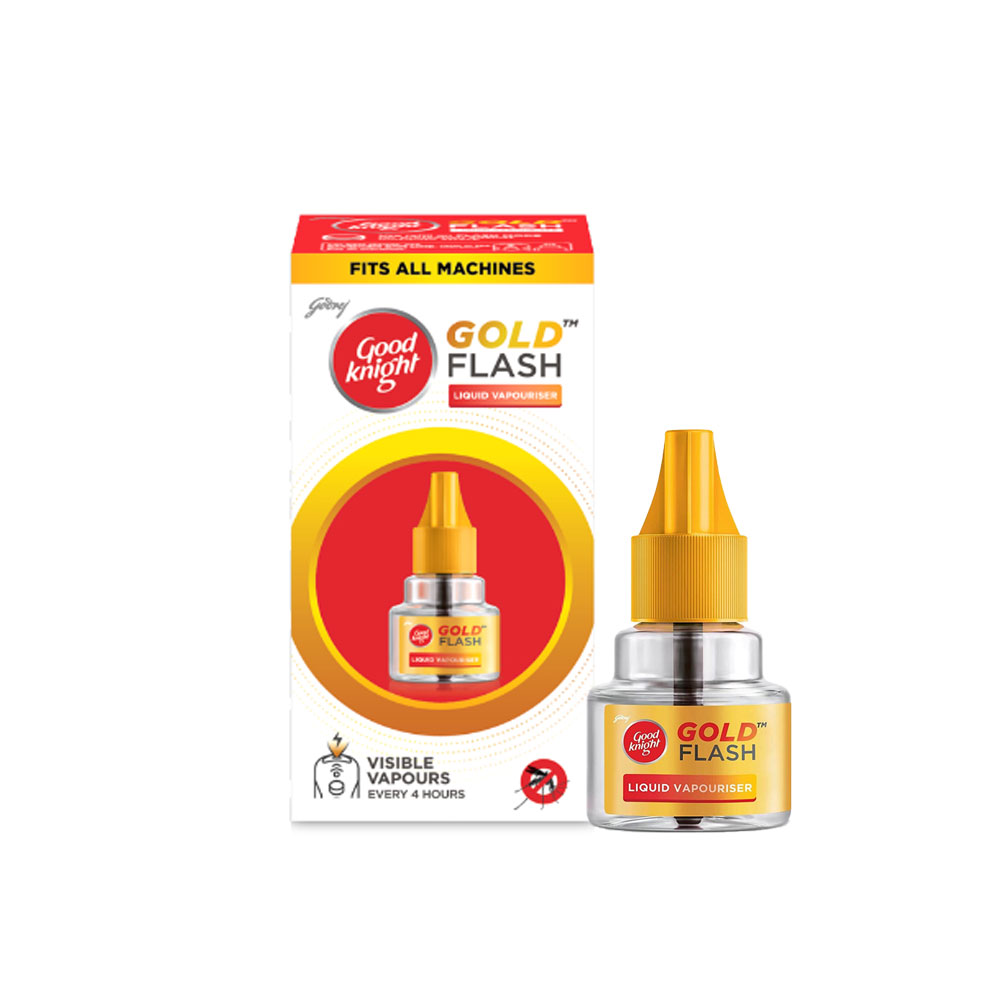 Good knight
GOLD™
FLASH
FITS ALL MACHINES
Godrej
Good
knight
GOLD™
FLASH
LIQUID VAPOURISER
Good
knight
GOLD™
FLASH
LIQUID VAPOURISER
VISIBLE
VAPOURS
EVERY 4 HOURS
Godrej
Good
knight
GOLD™
FLASH
LIQUID VAPOURISER